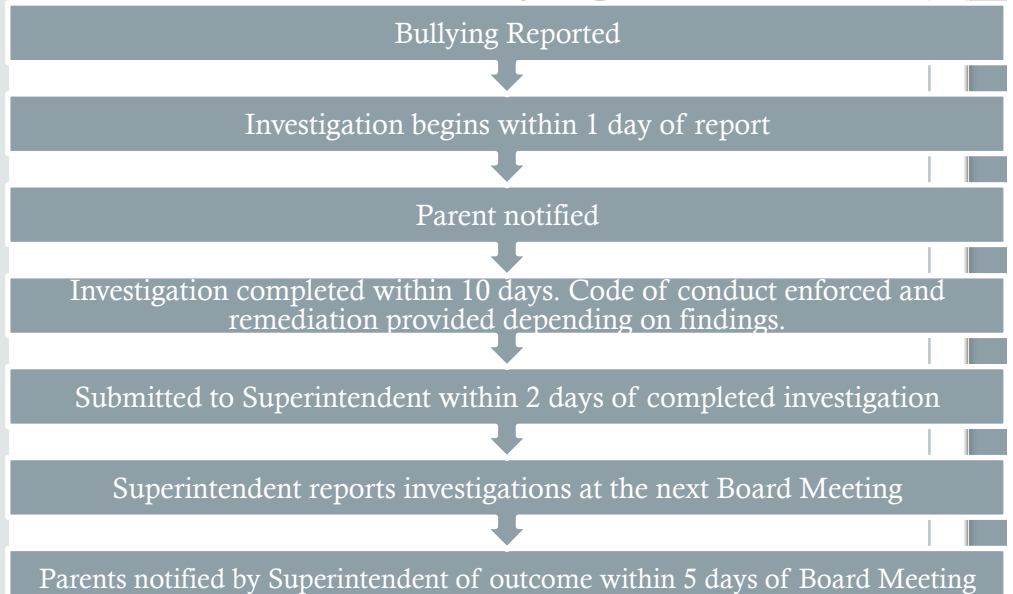 Bullying Reported
Investigation begins within 1 day of report
Parent notified
Investigation completed within 10 days. Code of conduct enforced and
remediation provided depending on findings.
Submitted to Superintendent within 2 days of completed investigation
Superintendent reports investigations at the next Board Meeting
Parents notified by Superintendent of outcome within 5 days of Board Meeting